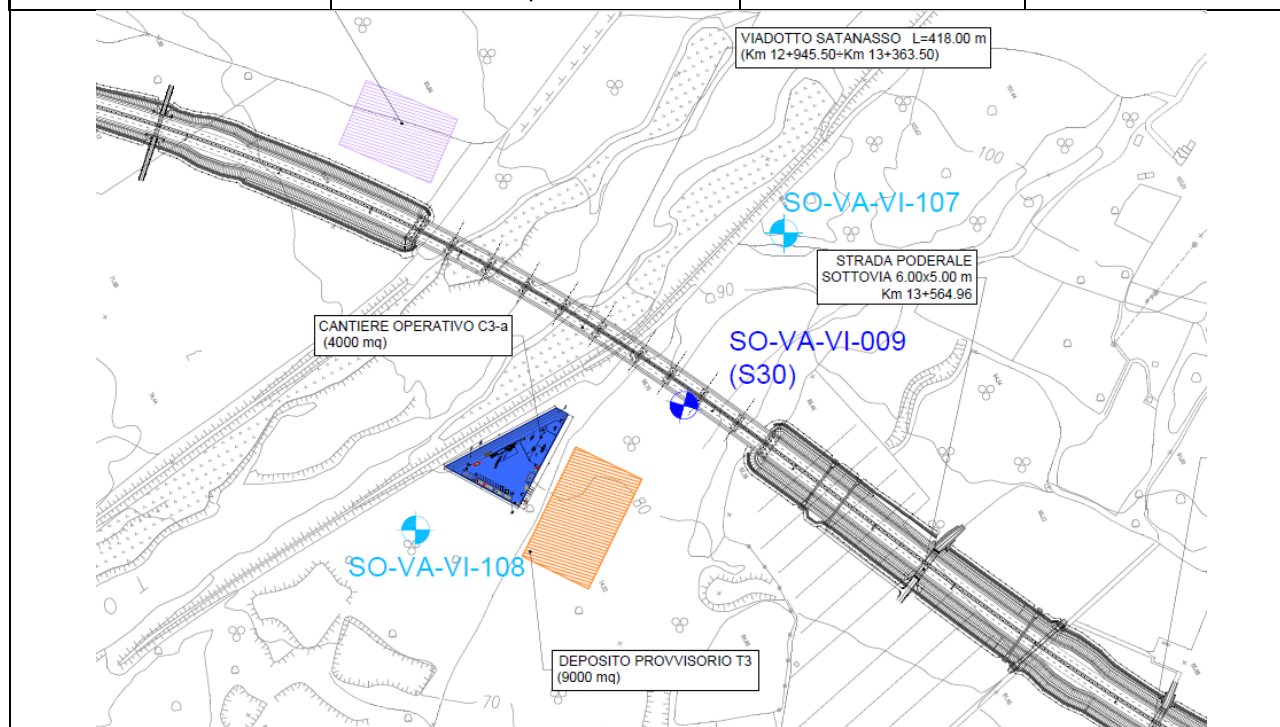 VIADOTTO SATANASSO L=418.00 m
(Km 12+945.50÷Km 13+363.50)
100
SO-VA-VI-107
STRADA PODERALE
SOTTOVIA 6.00x5.00 m
Km 13+564.96
90
CANTIERE OPERATIVO C3-a
(4000 mq)
SO-VA-VI-009
(S30)
80
SO-VA-VI-108
DEPOSITO PROVVISORIO T3
(9000 mq)
70